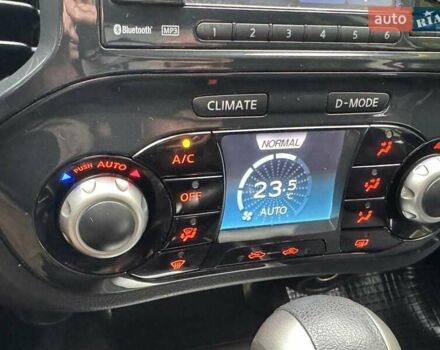 auto RIA
Bluetooth MP3
1 2 3 4 5 6
CLIMATE D-MODE
NORMAL
A/C
PUSH AUTO
OFF
23.5 °C
AUTO